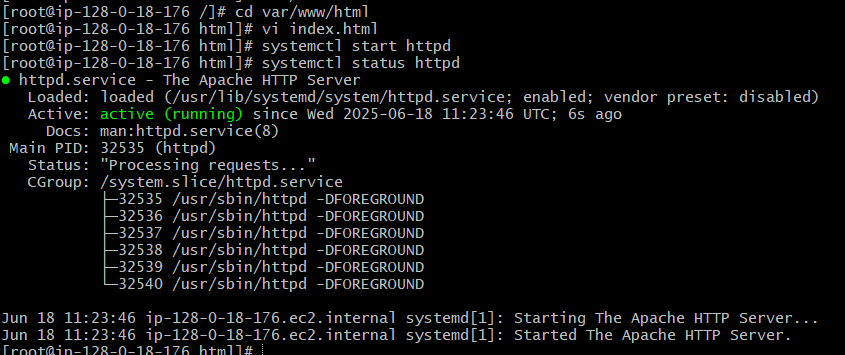 [root@ip-128-0-18-176 /]# cd var/www/html
[root@ip-128-0-18-176 html]# vi index.html
[root@ip-128-0-18-176 html]# systemctl start httpd
[root@ip-128-0-18-176 html]# systemctl status httpd
● httpd.service - The Apache HTTP Server
   Loaded: loaded (/usr/lib/systemd/system/httpd.service; enabled; vendor preset: disabled)
   Active: active (running) since Wed 2025-06-18 11:23:46 UTC; 6s ago
     Docs: man:httpd.service(8)
 Main PID: 32535 (httpd)
   Status: "Processing requests..."
   CGroup: /system.slice/httpd.service
           ├─32535 /usr/sbin/httpd -DFOREGROUND
           ├─32536 /usr/sbin/httpd -DFOREGROUND
           ├─32537 /usr/sbin/httpd -DFOREGROUND
           ├─32538 /usr/sbin/httpd -DFOREGROUND
           ├─32539 /usr/sbin/httpd -DFOREGROUND
           └─32540 /usr/sbin/httpd -DFOREGROUND
Jun 18 11:23:46 ip-128-0-18-176.ec2.internal systemd[1]: Starting The Apache HTTP Server...
Jun 18 11:23:46 ip-128-0-18-176.ec2.internal systemd[1]: Started The Apache HTTP Server.
[root@ip-128-0-18-176 html]#